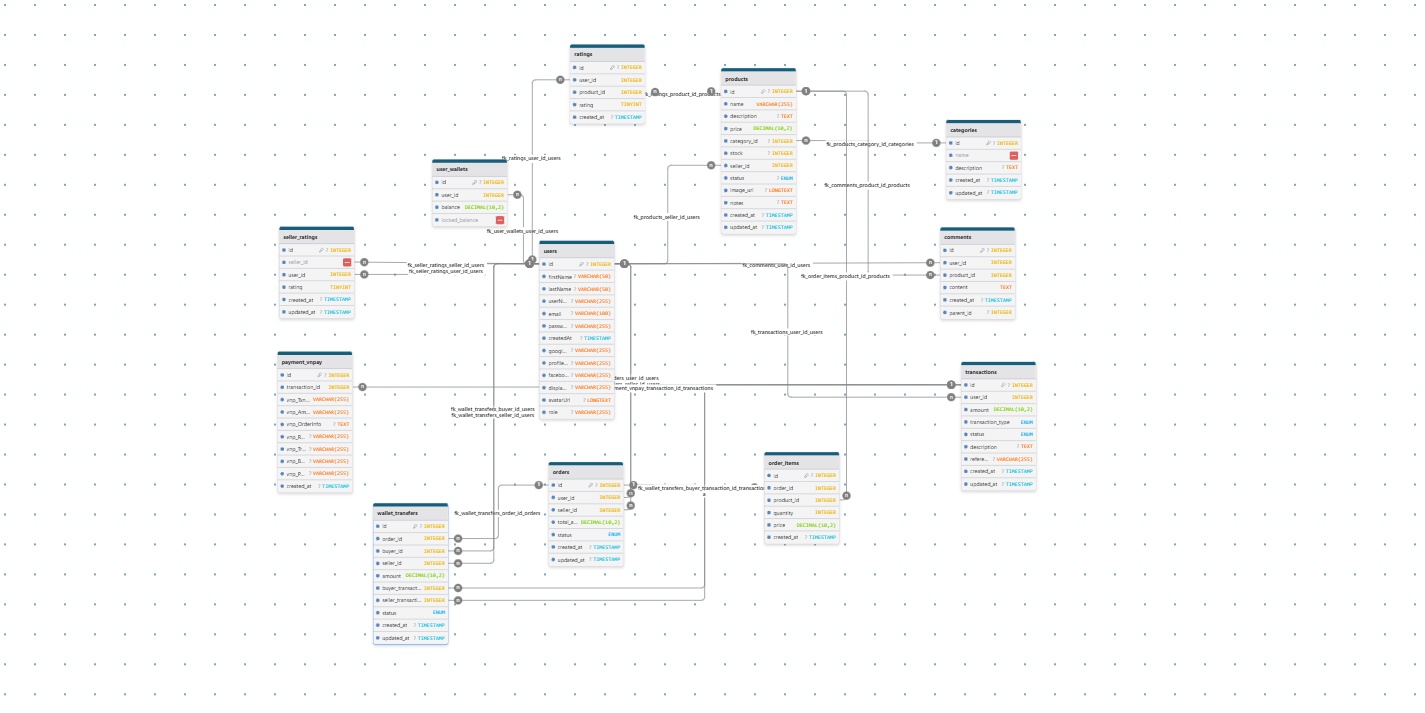 ratings
id ? INTEGER
user_id INTEGER
product_id INTEGER
rating TINYINT
created_at ? TIMESTAMP
products
id ? INTEGER
name VARCHAR(255)
description ? TEXT
price DECIMAL(10,2)
category_id ? INTEGER
stock INTEGER
seller_id INTEGER
status ? ENUM
image_url ? LONGTEXT
notes ? TEXT
created_at ? TIMESTAMP
updated_at ? TIMESTAMP
categories
id ? INTEGER
name
description ? TEXT
created_at ? TIMESTAMP
updated_at ? TIMESTAMP
fk_products_category_id_categories
fk_ratings_user_id_users
user_wallets
id ? INTEGER
user_id INTEGER
balance DECIMAL(10,2)
locked_balance
fk_comments_product_id_products
fk_products_seller_id_users
fk_user_wallets_user_id_users
seller_ratings
id ? INTEGER
seller_id
user_id INTEGER
rating TINYINT
created_at ? TIMESTAMP
updated_at ? TIMESTAMP
fk_seller_ratings_seller_id_users
fk_seller_ratings_user_id_users
users
id ? INTEGER
firstName ? VARCHAR(50)
lastName ? VARCHAR(50)
userN... ? VARCHAR(255)
email ? VARCHAR(100)
passw... ? VARCHAR(255)
createdAt ? TIMESTAMP
googl... ? VARCHAR(255)
profile... ? VARCHAR(255)
facebo... ? VARCHAR(255)
displa... ? VARCHAR(255)
avatarUrl ? LONGTEXT
role ? VARCHAR(255)
comments
id ? INTEGER
user_id INTEGER
product_id INTEGER
content TEXT
created_at ? TIMESTAMP
parent_id ? INTEGER
fk_comments_user_id_users
fk_order_items_product_id_products
fk_transactions_user_id_users
payment_vnpay
id ? INTEGER
transaction_id INTEGER
vnp_Txn... ? VARCHAR(255)
vnp_Am... ? VARCHAR(255)
vnp_OrderInfo ? TEXT
vnp_R... ? VARCHAR(255)
vnp_Tr... ? VARCHAR(255)
vnp_B... ? VARCHAR(255)
vnp_P... ? VARCHAR(255)
created_at ? TIMESTAMP
transactions
id ? INTEGER
user_id INTEGER
amount DECIMAL(10,2)
transaction_type ENUM
status ENUM
description ? TEXT
refere... ? VARCHAR(255)
created_at ? TIMESTAMP
updated_at ? TIMESTAMP
ment_vnpay_transaction_id_transactions
fk_wallet_transfers_buyer_id_users
fk_wallet_transfers_seller_id_users
orders
id ? INTEGER
user_id INTEGER
seller_id INTEGER
total_a... DECIMAL(10,2)
status ENUM
created_at ? TIMESTAMP
updated_at ? TIMESTAMP
order_items
id ? INTEGER
order_id INTEGER
product_id INTEGER
quantity INTEGER
price DECIMAL(10,2)
created_at ? TIMESTAMP
fk_wallet_transfers_buyer_transaction_id_transaction
fk_wallet_transfers_order_id_orders
wallet_transfers
id ? INTEGER
order_id INTEGER
buyer_id INTEGER
seller_id INTEGER
amount DECIMAL(10,2)
buyer_transact... INTEGER
seller_transacti... INTEGER
status ENUM
created_at ? TIMESTAMP
updated_at ? TIMESTAMP